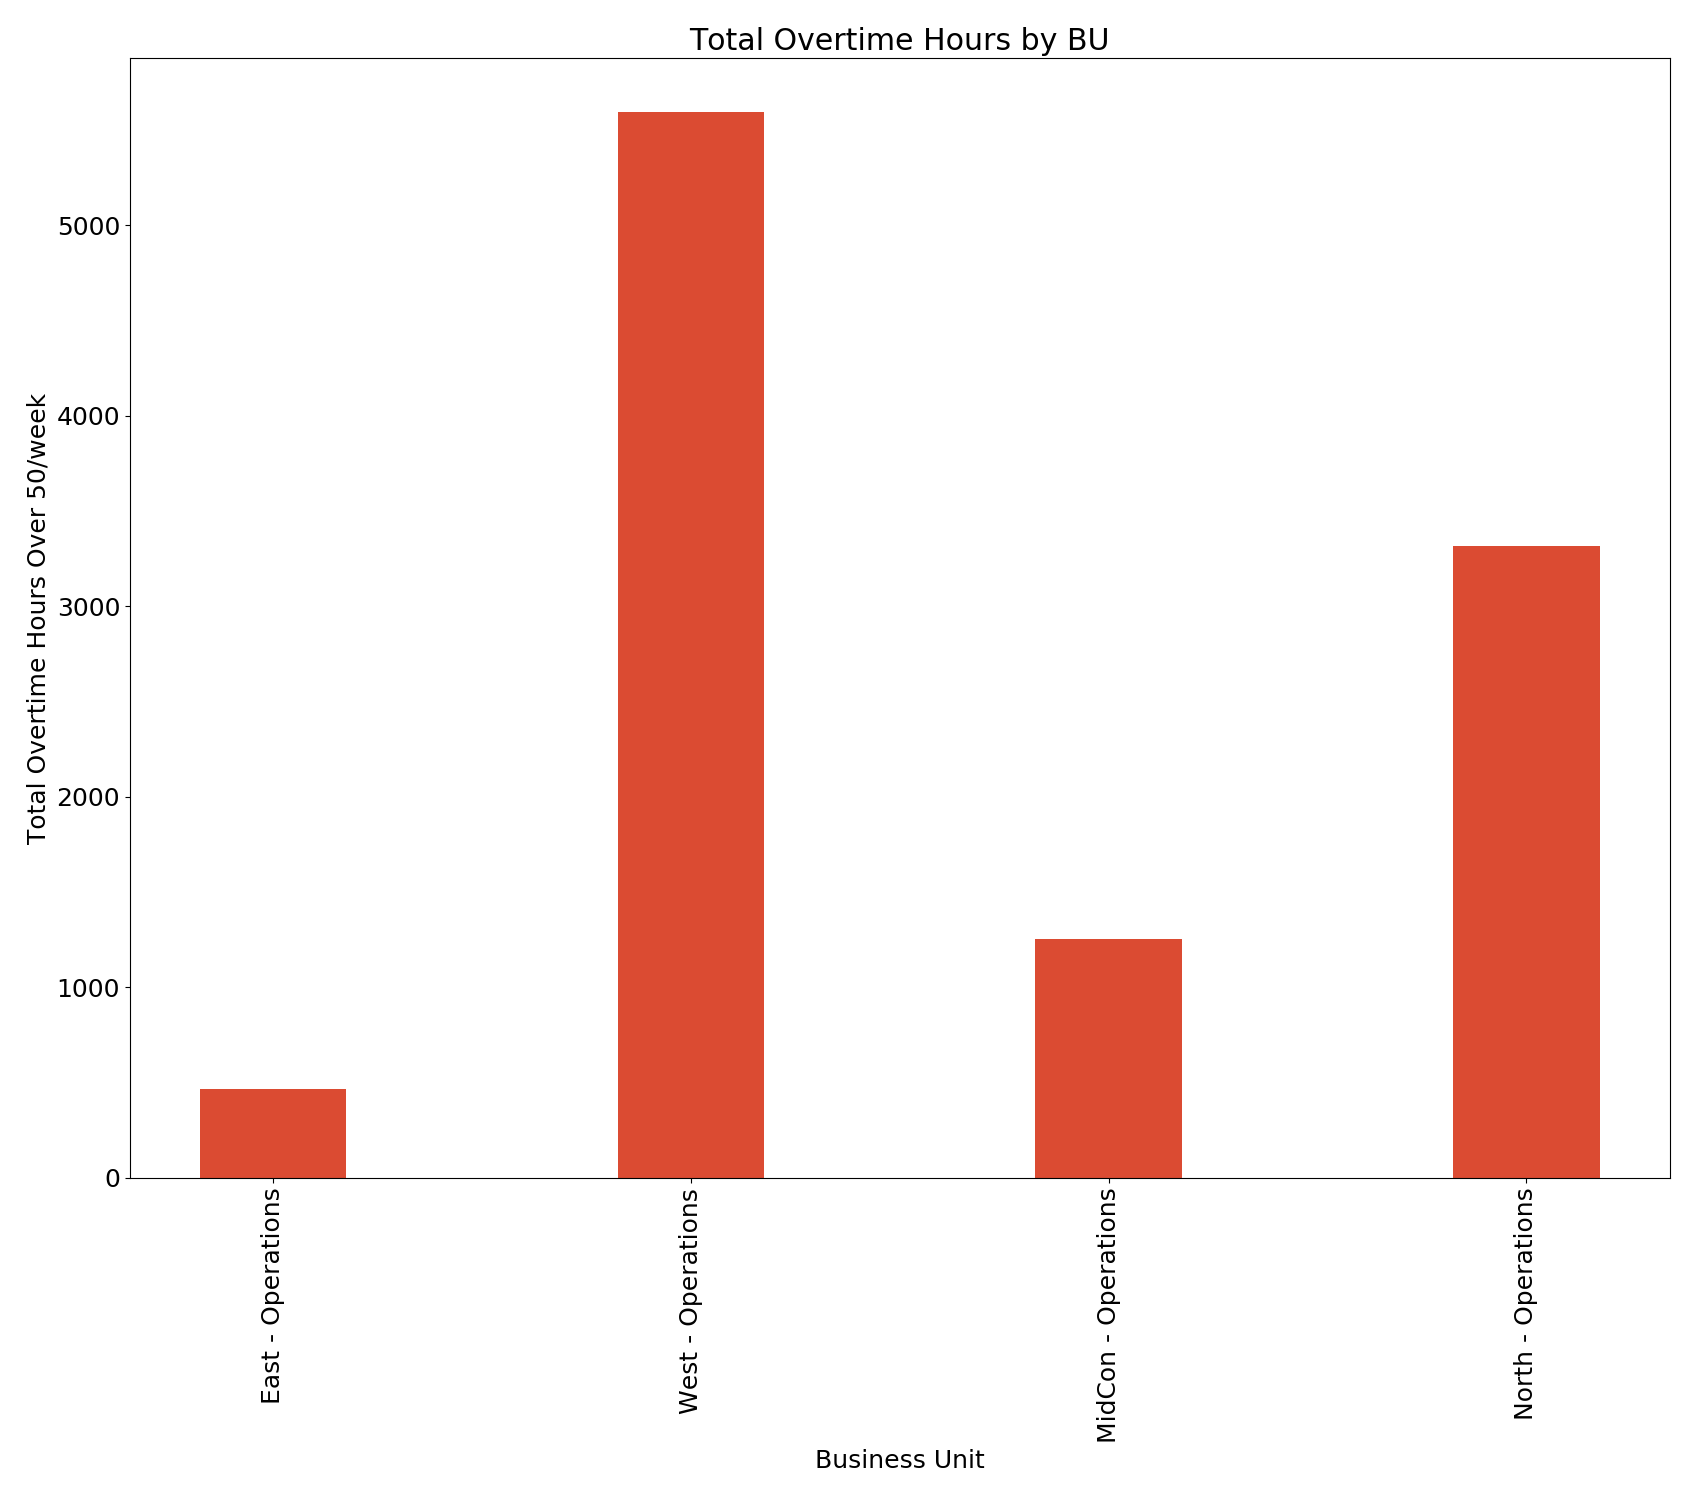 Total Overtime Hours by BU
Total Overtime Hours Over 50/week
5000
4000
3000
2000
1000
0
East - Operations
West - Operations
MidCon - Operations
North - Operations
Business Unit